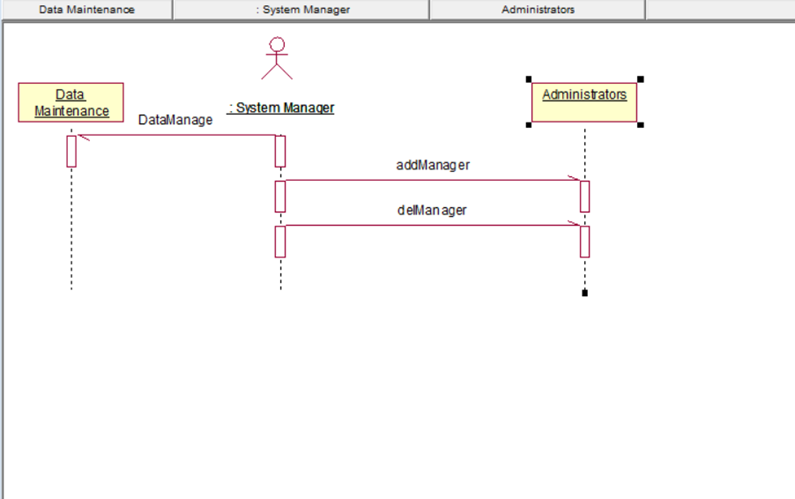 Data Maintenance
: System Manager
Administrators
Data
Maintenance
: System Manager
Administrators
DataManage
addManager
delManager